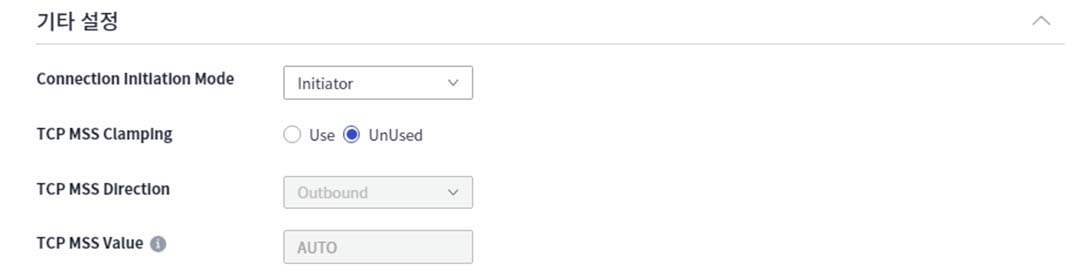 기타 설정
Connection Initiation Mode Initiator
TCP MSS Clamping Use UnUsed
TCP MSS Direction Outbound
TCP MSS Value AUTO